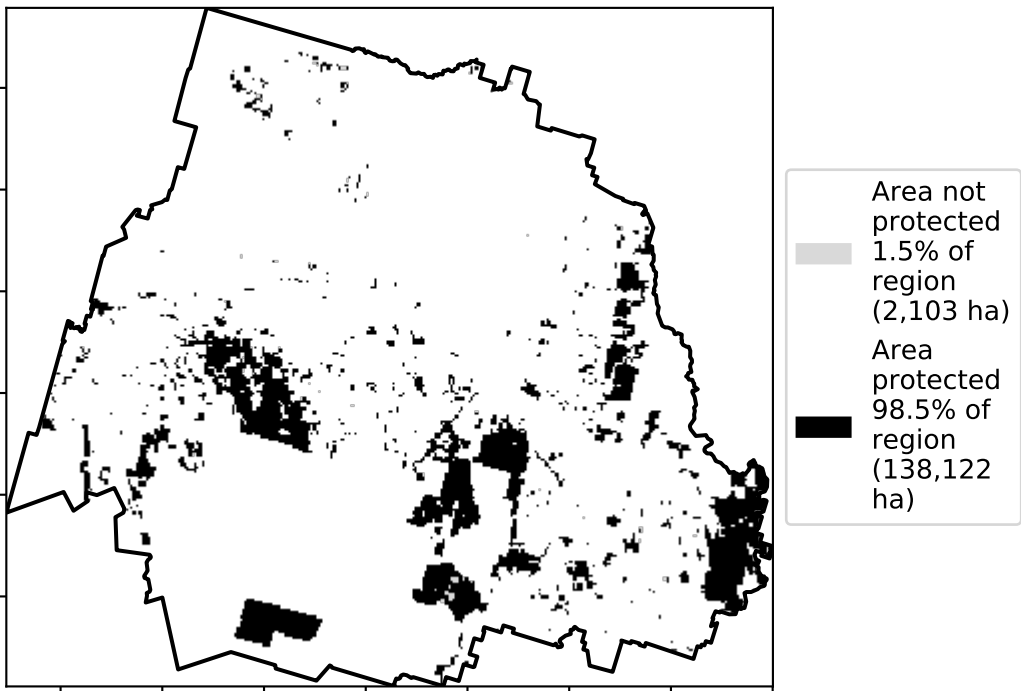 Area not
protected
1.5% of
region
(2,103 ha)
Area
protected
98.5% of
region
(138,122
ha)